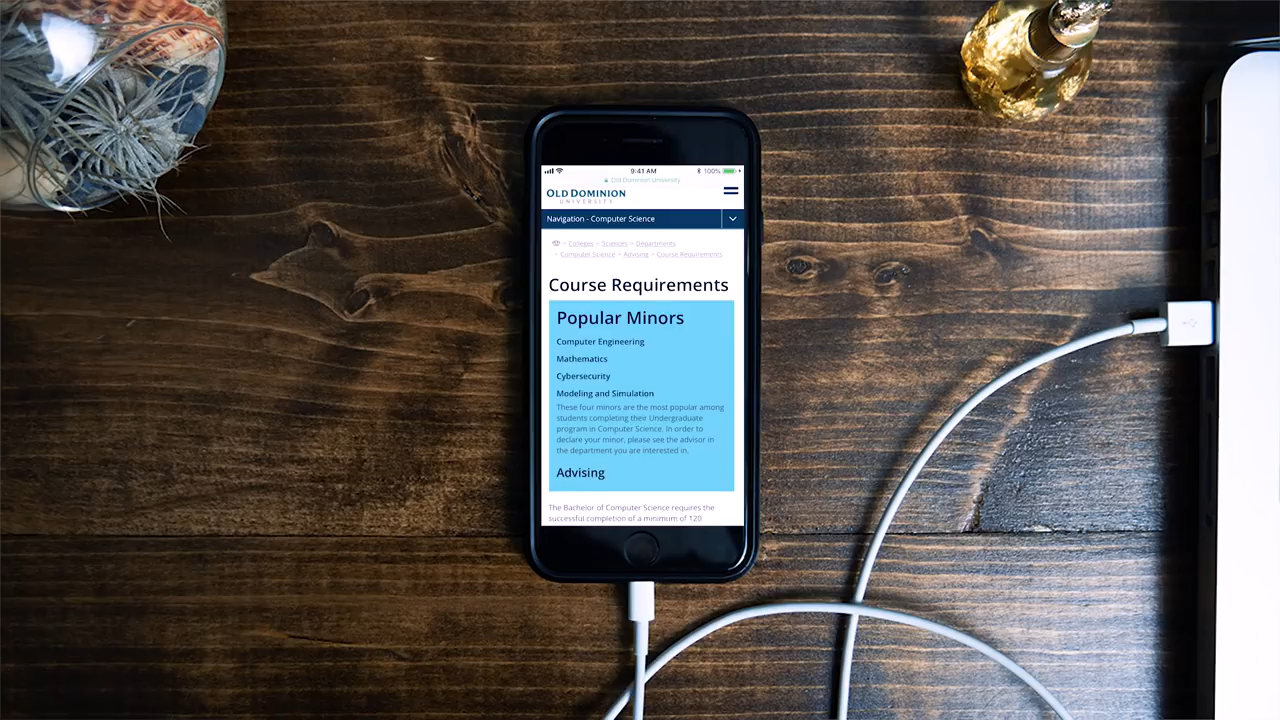 9:41 AM
100%
Old Dominion University
OLD DOMINION
UNIVERSITY
Navigation - Computer Science
> Colleges > Sciences > Departments
> Computer Science > Advising > Course Requirements
Course Requirements
Popular Minors
Computer Engineering
Mathematics
Cybersecurity
Modeling and Simulation
These four minors are the most popular among
students completing their Undergraduate
program in Computer Science. In order to
declare your minor, please see the advisor in
the department you are interested in.
Advising
The Bachelor of Computer Science requires the
successful completion of a minimum of 120